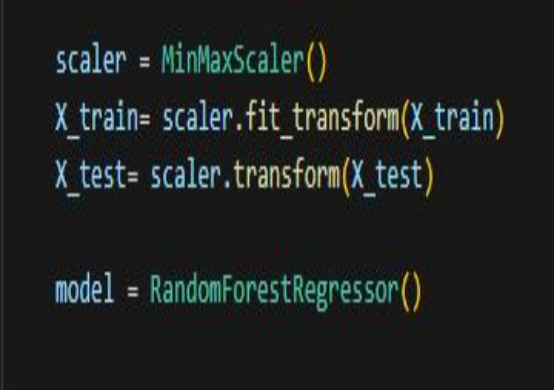 scaler = MinMaxScaler()
X_train= scaler.fit_transform(X_train)
X_test= scaler.transform(X_test)
model = RandomForestRegressor()